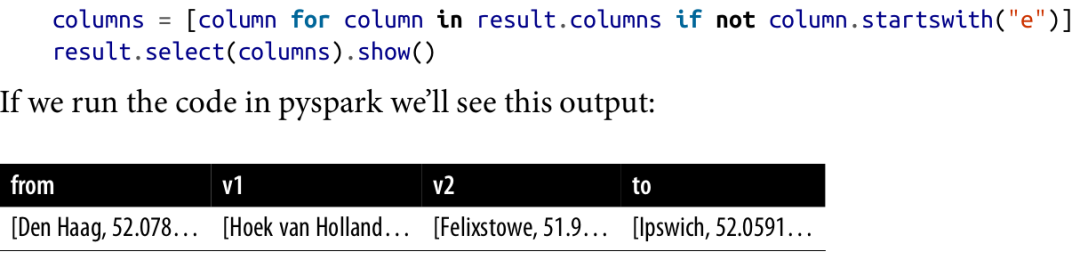 columns = [column for column in result.columns if not column.startswith("e")]
result.select(columns).show()
If we run the code in pyspark we’ll see this output:
from v1 v2 to
[Den Haag, 52.078… [Hoek van Holland… [Felixstowe, 51.9… [Ipswich, 52.0591…